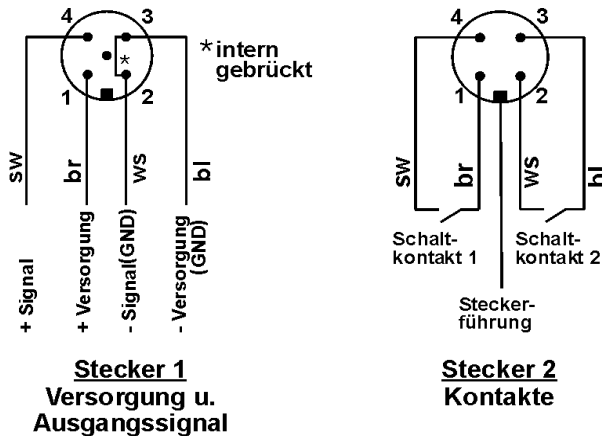 4 3
1 2
* intern
gebrückt
sw
br
ws
bl
+ Signal
+ Versorgung
- Signal(GND)
- Versorgung
(GND)
Stecker 1
Versorgung u.
Ausgangssignal
4 3
1 2
sw
br
ws
bl
Schalt-
kontakt 1
Schalt-
kontakt 2
Stecker-
führung
Stecker 2
Kontakte